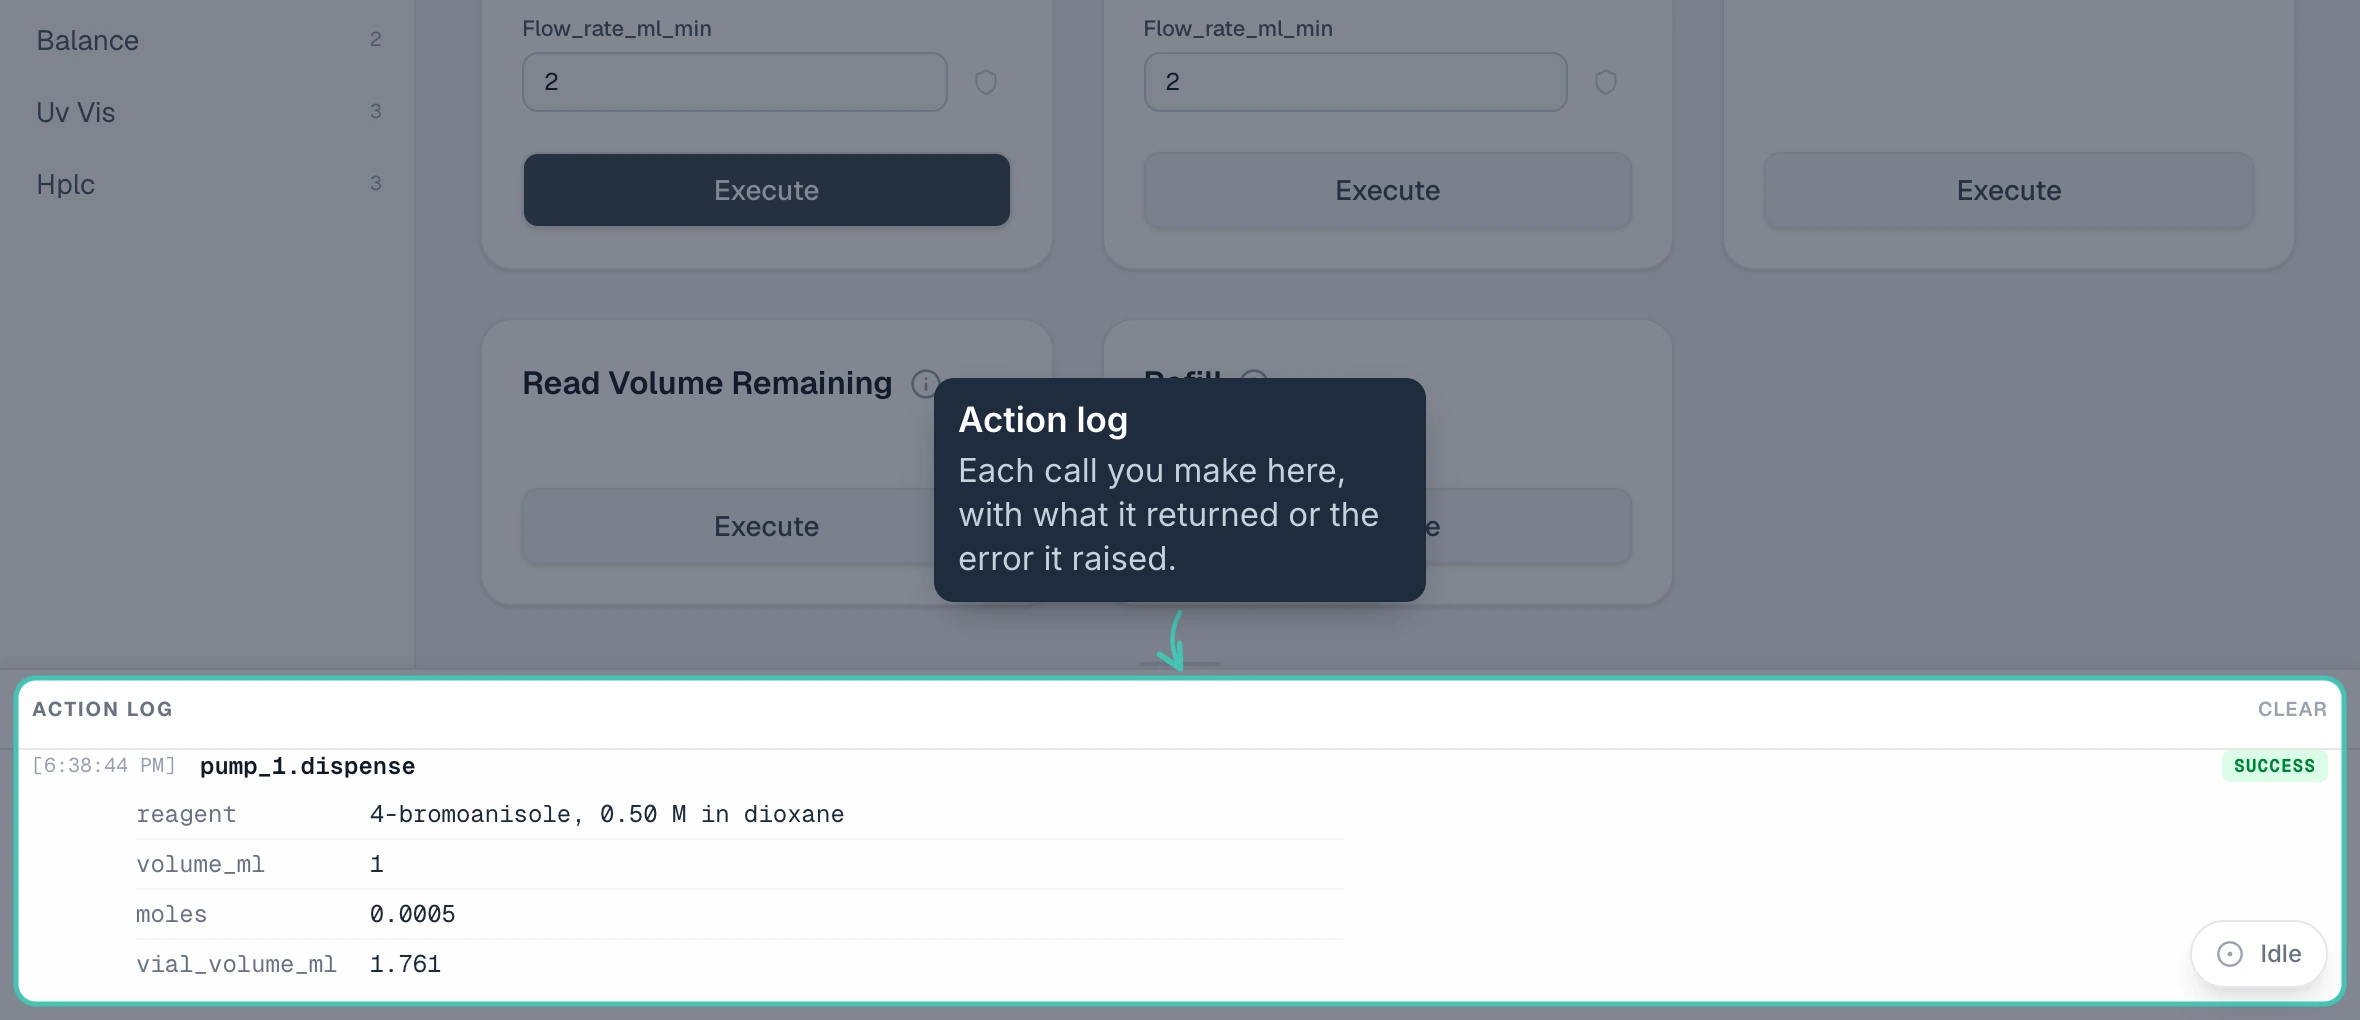 Balance 2
Uv Vis 3
Hplc 3
Flow_rate_ml_min
2
Execute
Flow_rate_ml_min
2
Execute
Execute
Read Volume Remaining
Execute
Action log
Each call you make here,
with what it returned or the
error it raised.
ACTION LOG CLEAR
[6:38:44 PM] pump_1.dispense SUCCESS
reagent 4-bromoanisole, 0.50 M in dioxane
volume_ml 1
moles 0.0005
vial_volume_ml 1.761
Idle